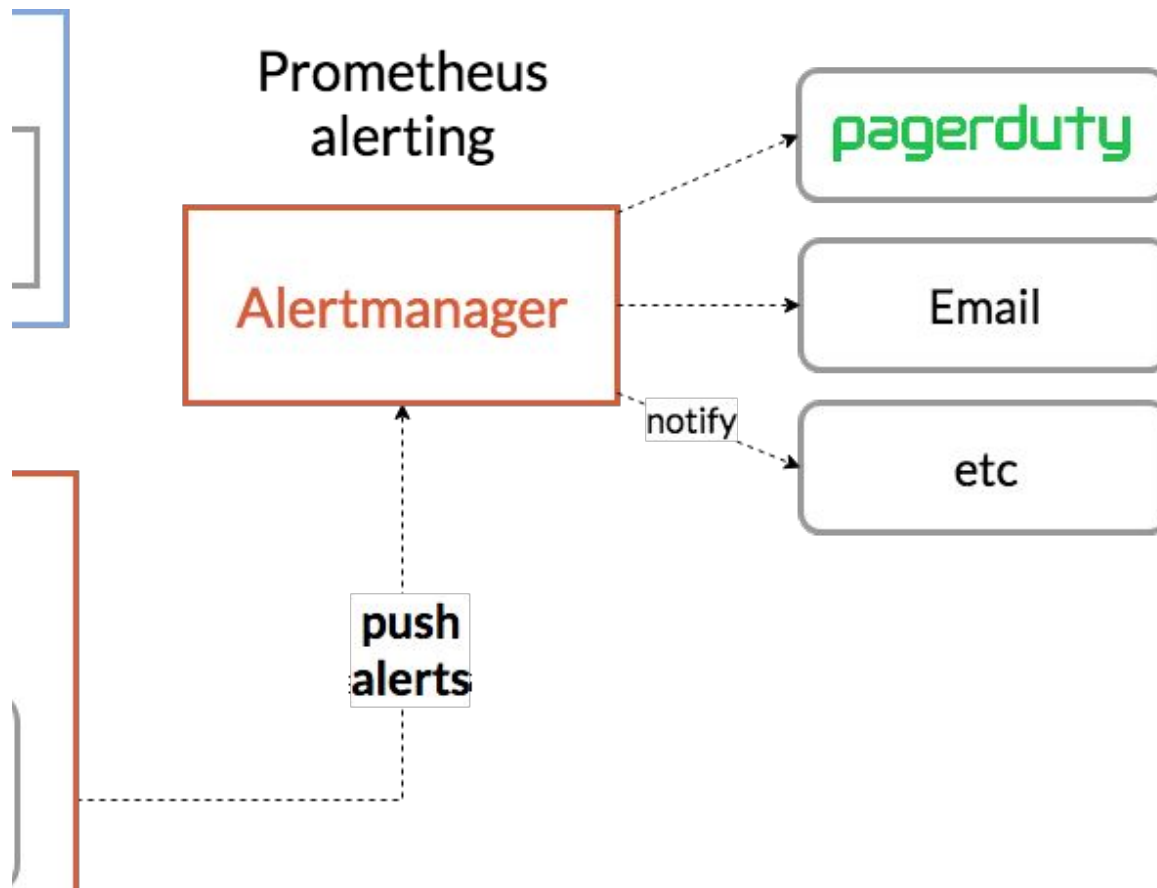 Prometheus
alerting
pagerduty
Alertmanager
Email
notify
etc
push
alerts